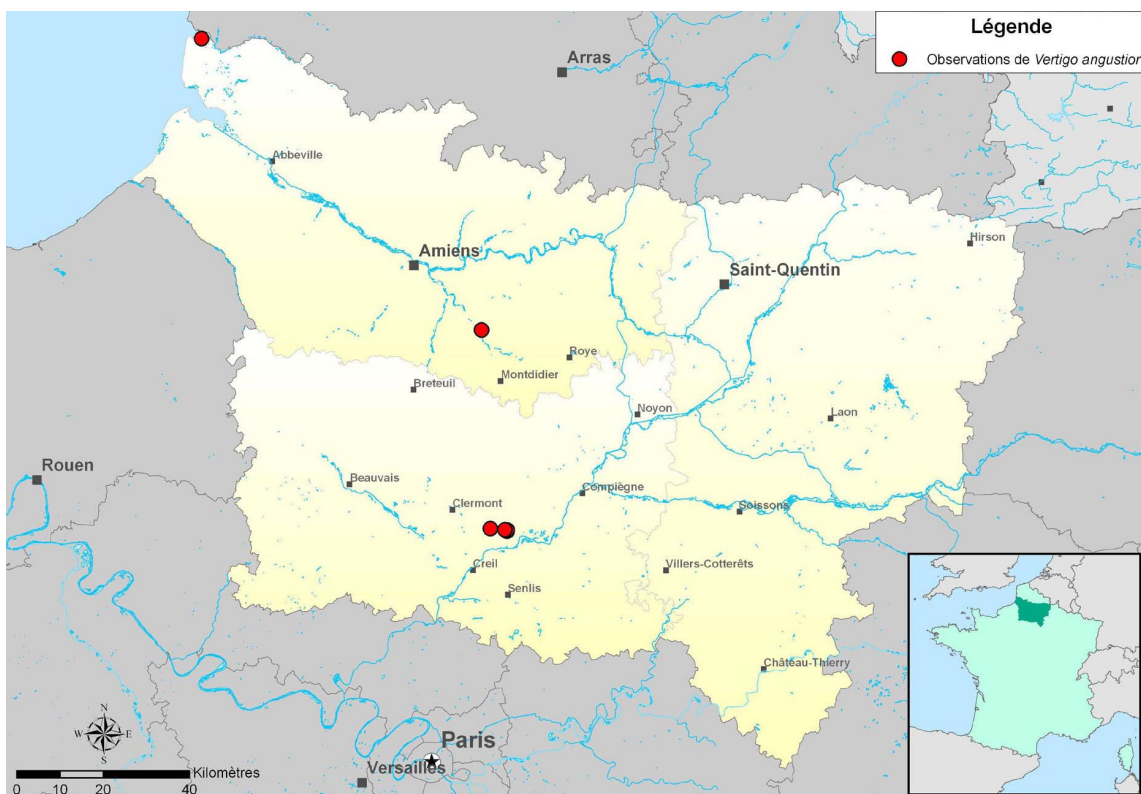 Légende
Observations de Vertigo angustior
Arras
Abbeville
Hirson
Amiens
Saint-Quentin
Roye
Montdidier
Breteuil
Noyon
Laon
Rouen
Beauvais
Clermont
Compiègne
Soissons
Creil
Villers-Cotterêts
Senlis
Château-Thierry
N
W
E
S
Paris
Versailles
Kilomètres
0 10 20 40